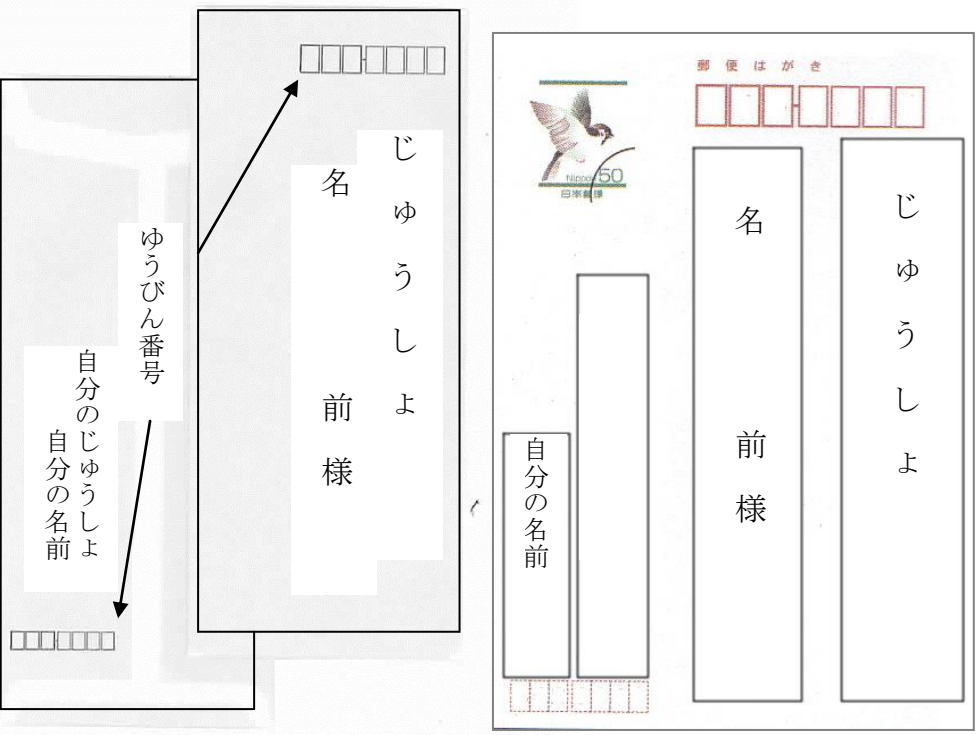 じゅうしょ
名前様
ゆうびん番号
自分のじゅうしょ
自分の名前
郵便はがき
Nippon 50
日本郵便
じゅうしょ
名前様
自分の名前